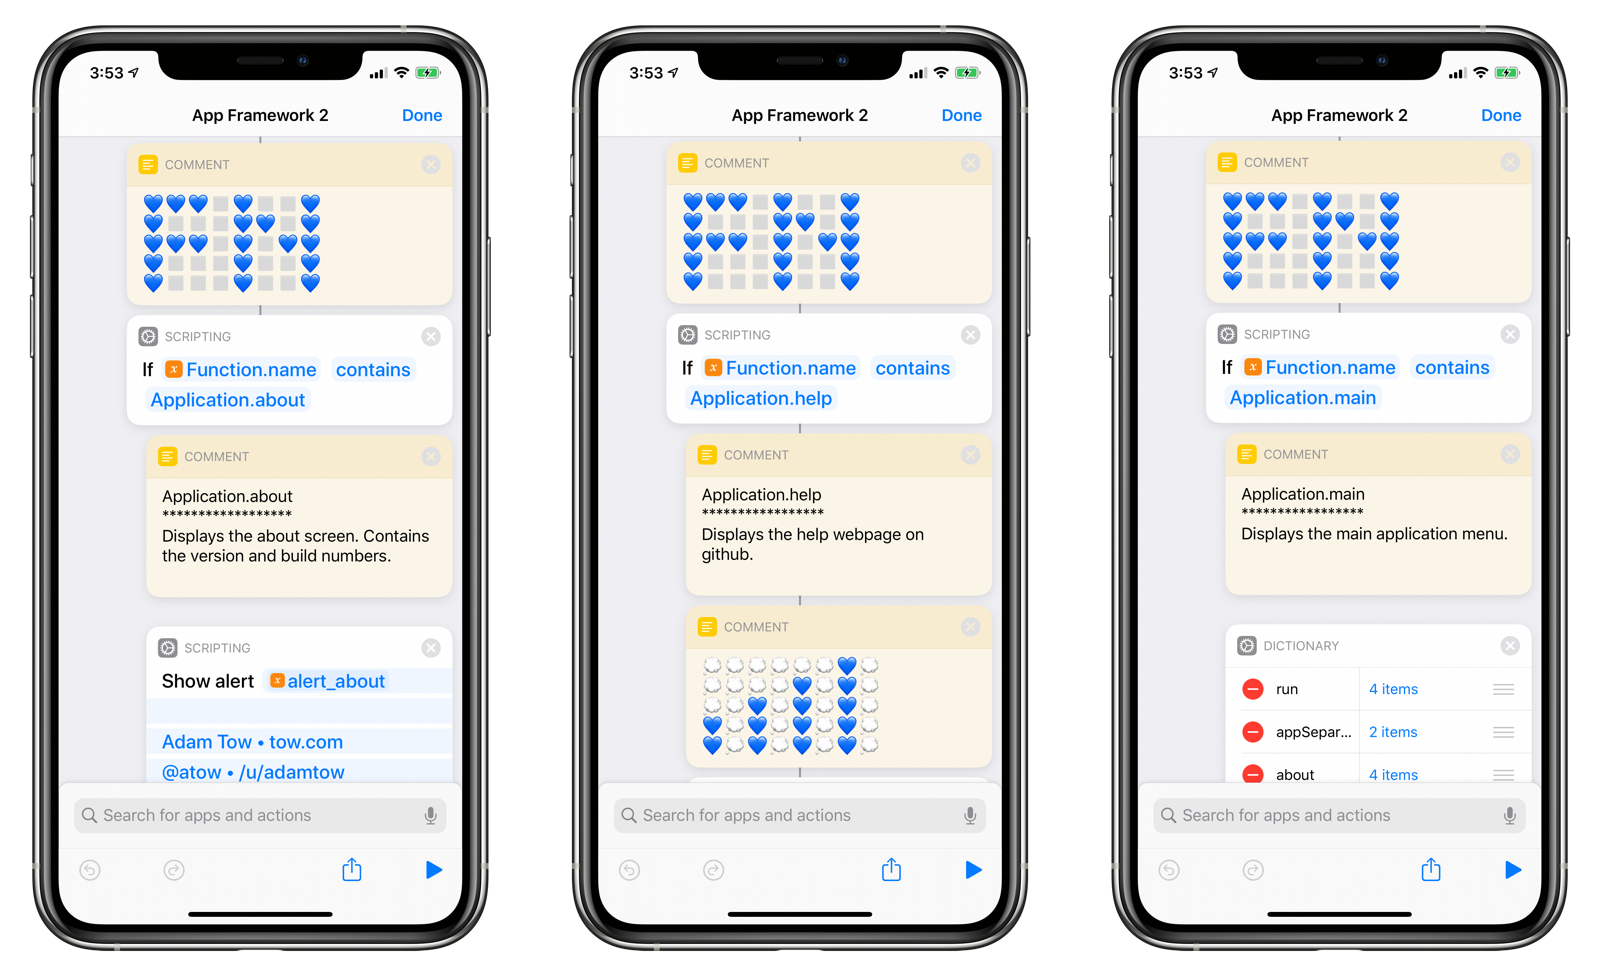 3:53
App Framework 2
Done
COMMENT
SCRIPTING
If Function.name contains
Application.about
COMMENT
Application.about
******************
Displays the about screen. Contains
the version and build numbers.
SCRIPTING
Show alert alert_about
Adam Tow • tow.com
@atow • /u/adamtow
Search for apps and actions
3:53
App Framework 2
Done
COMMENT
SCRIPTING
If Function.name contains
Application.help
COMMENT
Application.help
*****************
Displays the help webpage on
github.
COMMENT
Search for apps and actions
3:53
App Framework 2
Done
COMMENT
SCRIPTING
If Function.name contains
Application.main
COMMENT
Application.main
*****************
Displays the main application menu.
DICTIONARY
run 4 items
appSepar... 2 items
about 4 items
Search for apps and actions